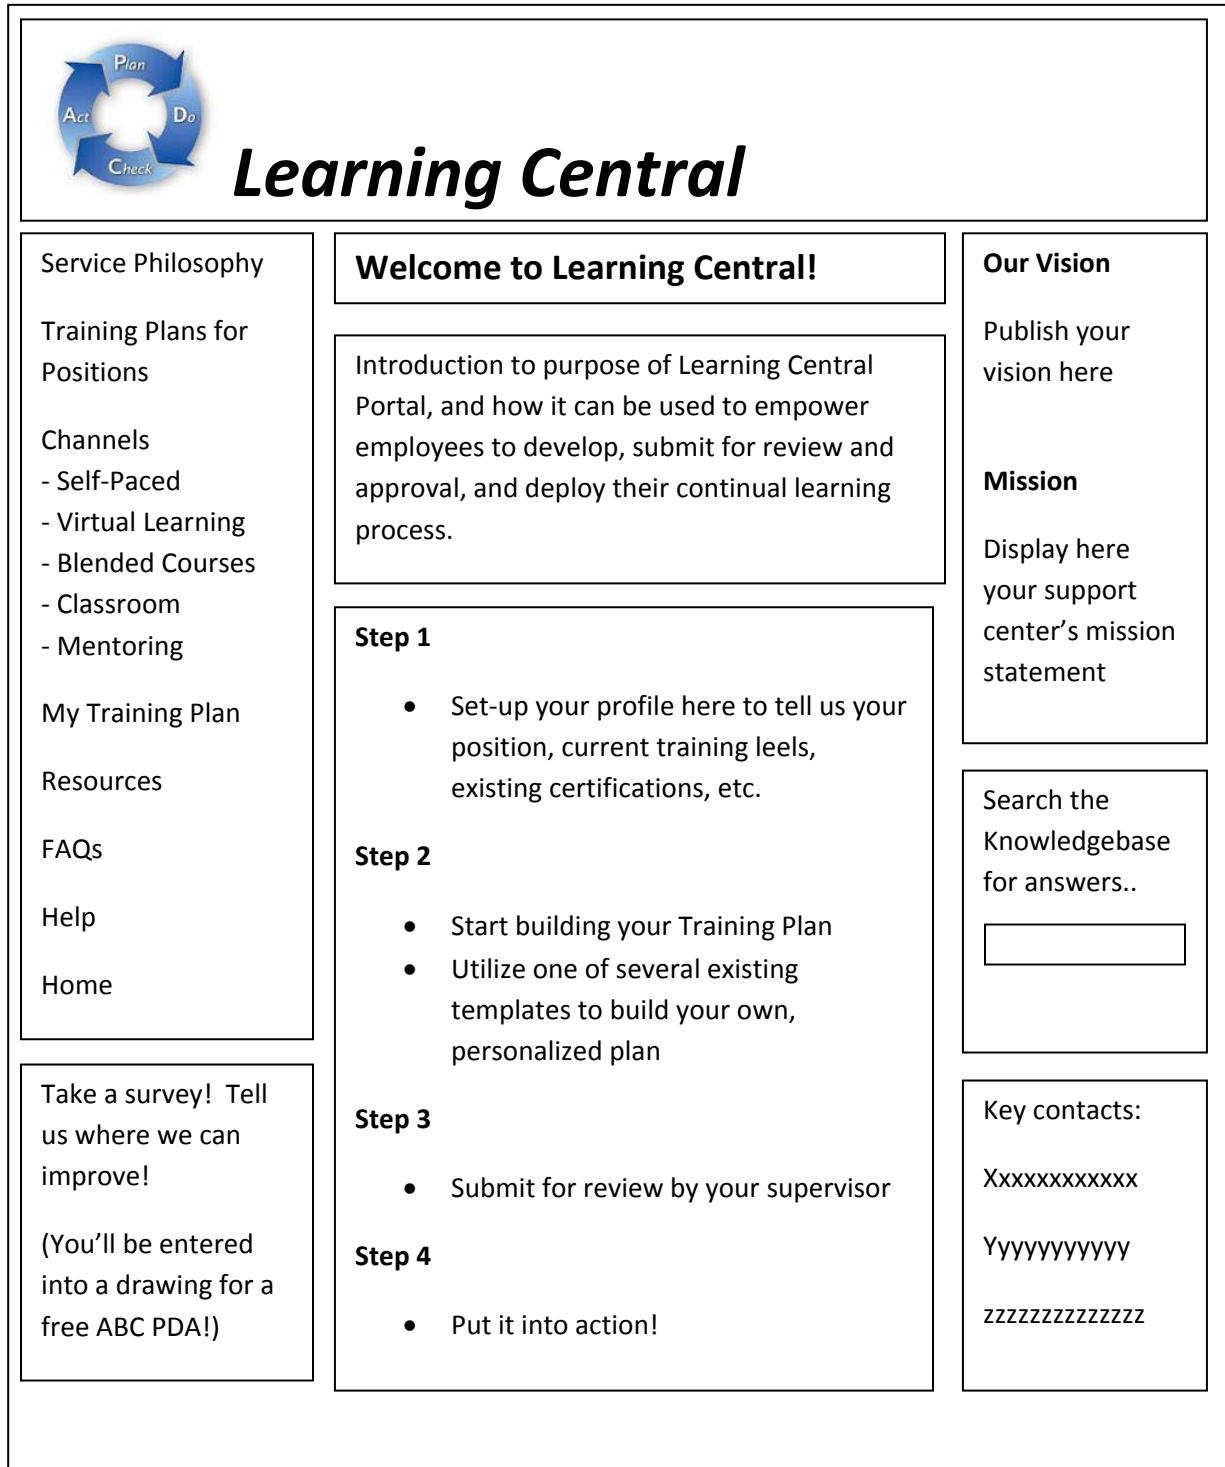 Plan
Act
Do
Check
Learning Central
Service Philosophy
Training Plans for
Positions
Channels
- Self-Paced
- Virtual Learning
- Blended Courses
- Classroom
- Mentoring
My Training Plan
Resources
FAQs
Help
Home
Take a survey!  Tell
us where we can
improve!
(You’ll be entered
into a drawing for a
free ABC PDA!)
Welcome to Learning Central!
Introduction to purpose of Learning Central
Portal, and how it can be used to empower
employees to develop, submit for review and
approval, and deploy their continual learning
process.
Step 1
• Set-up your profile here to tell us your
position, current training leels,
existing certifications, etc.
Step 2
• Start building your Training Plan
• Utilize one of several existing
templates to build your own,
personalized plan
Step 3
• Submit for review by your supervisor
Step 4
• Put it into action!
Our Vision
Publish your
vision here
Mission
Display here
your support
center’s mission
statement
Search the
Knowledgebase
for answers..
Key contacts:
Xxxxxxxxxxxx
Yyyyyyyyyyy
zzzzzzzzzzzzzz